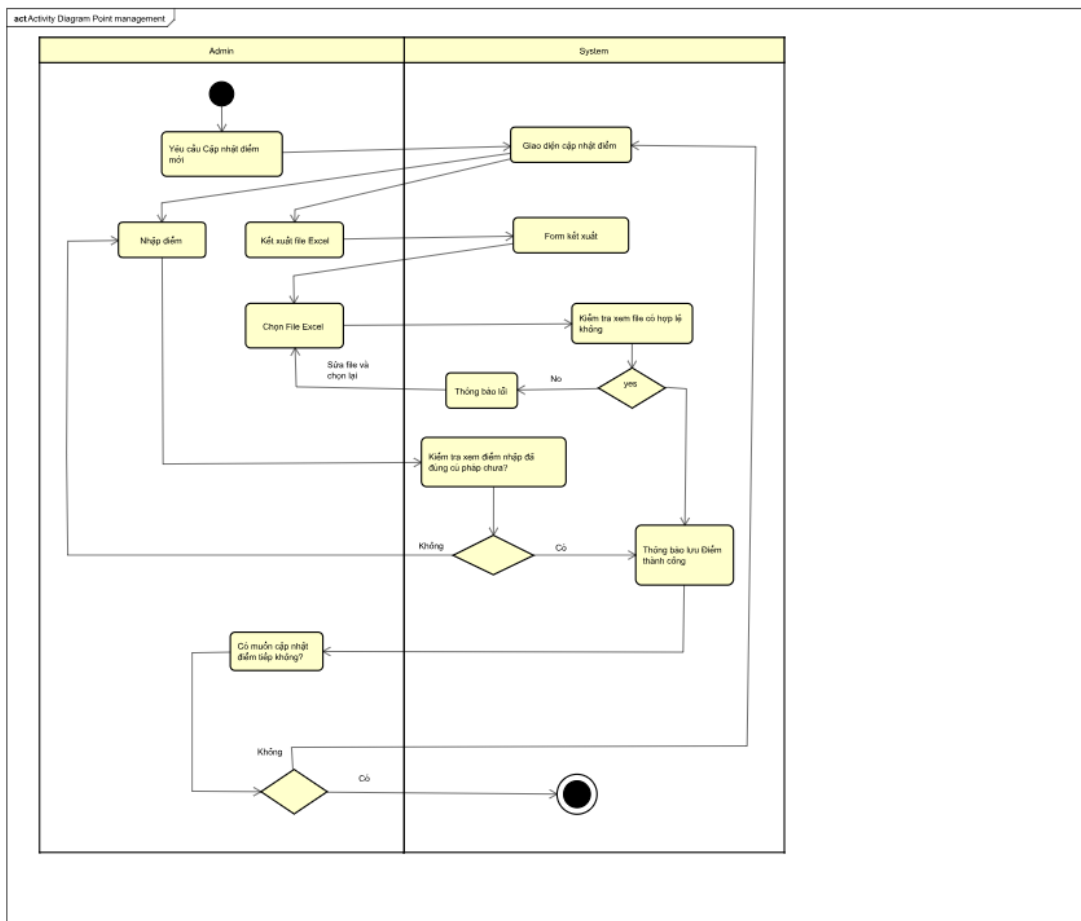 act Activity Diagram Point management
Admin
System
Yêu cầu Cập nhật điểm
mới
Giao diện cập nhật điểm
Nhập điểm
Kết xuất file Excel
Form kết xuất
Chọn File Excel
Kiểm tra xem file có hợp lệ
không
Sửa file và
chọn lại
Thông báo lỗi
No
yes
Kiểm tra xem điểm nhập đã
đúng cú pháp chưa?
Không
Có
Thông báo lưu Điểm
thành công
Có muốn cập nhật
điểm tiếp không?
Không
Có